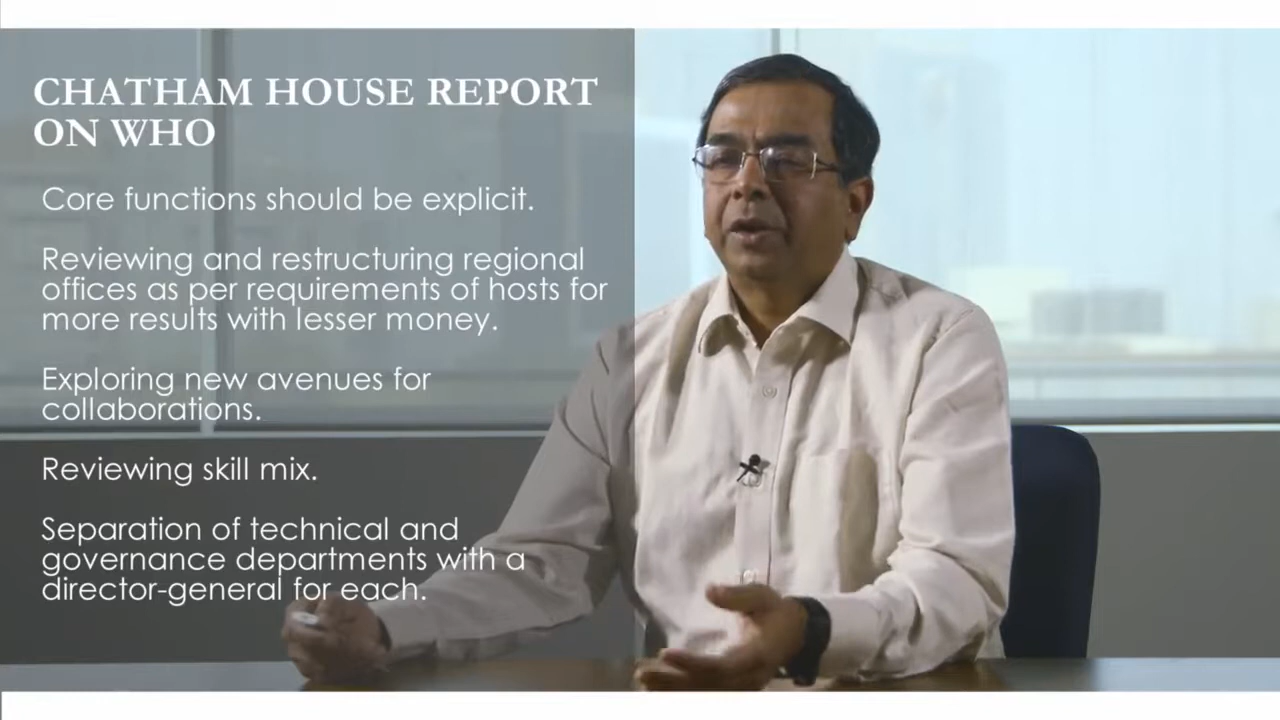 CHATHAM HOUSE REPORT
ON WHO
Core functions should be explicit.
Reviewing and restructuring regional
offices as per requirements of hosts for
more results with lesser money.
Exploring new avenues for
collaborations.
Reviewing skill mix.
Separation of technical and
governance departments with a
director-general for each.